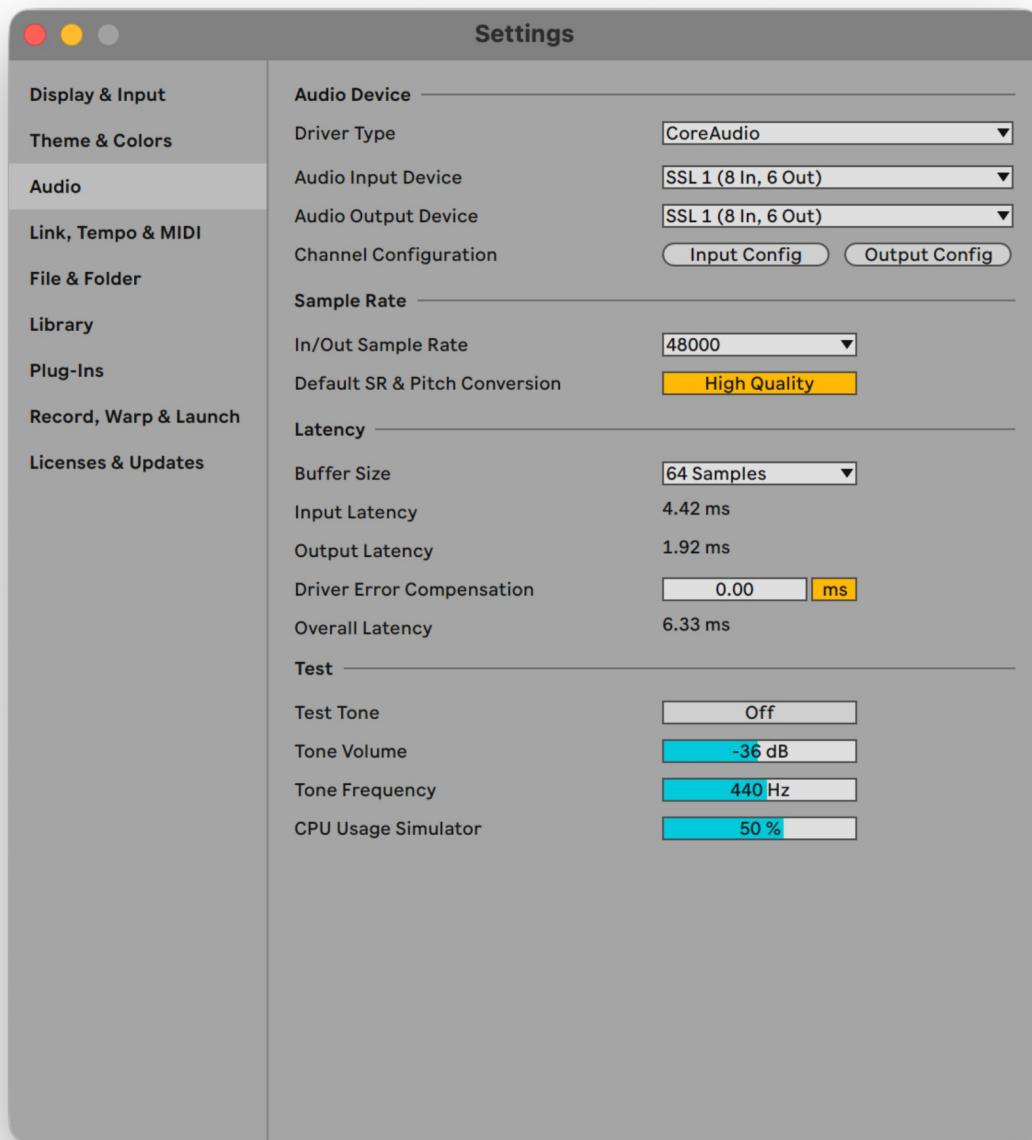 Settings
Display & Input
Theme & Colors
Audio
Link, Tempo & MIDI
File & Folder
Library
Plug-Ins
Record, Warp & Launch
Licenses & Updates
Audio Device
Driver Type CoreAudio
Audio Input Device SSL 1 (8 In, 6 Out)
Audio Output Device SSL 1 (8 In, 6 Out)
Channel Configuration Input Config Output Config
Sample Rate
In/Out Sample Rate 48000
Default SR & Pitch Conversion High Quality
Latency
Buffer Size 64 Samples
Input Latency 4.42 ms
Output Latency 1.92 ms
Driver Error Compensation 0.00 ms
Overall Latency 6.33 ms
Test
Test Tone Off
Tone Volume -36 dB
Tone Frequency 440 Hz
CPU Usage Simulator 50 %